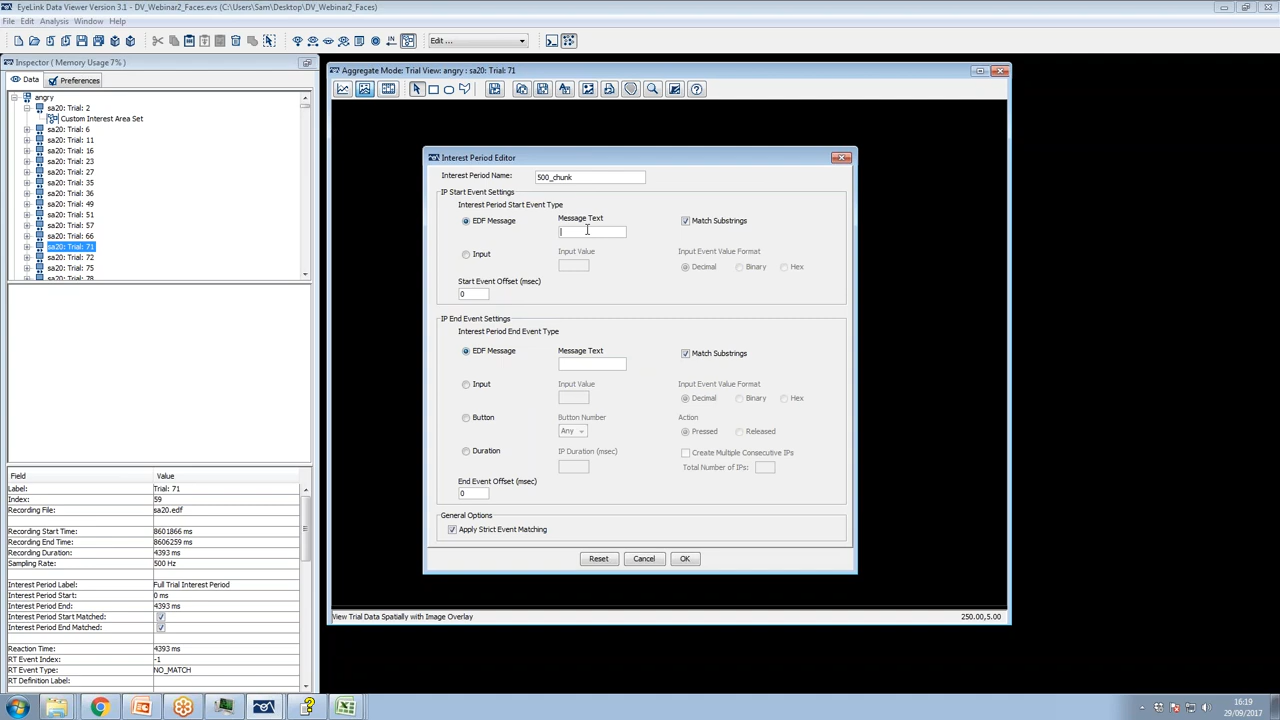 EyeLink Data Viewer Version 3.1 - DV_Webinar2_Faces.evs (C:\Users\Sam\Desktop\DV_Webinar2_Faces)
File Edit Analysis Window Help
Edit ...
Inspector ( Memory Usage 7% )
Data Preferences
angry
sa20: Trial: 2
Custom Interest Area Set
sa20: Trial: 6
sa20: Trial: 11
sa20: Trial: 16
sa20: Trial: 23
sa20: Trial: 27
sa20: Trial: 35
sa20: Trial: 36
sa20: Trial: 49
sa20: Trial: 51
sa20: Trial: 57
sa20: Trial: 66
sa20: Trial: 71
sa20: Trial: 72
sa20: Trial: 75
sa20: Trial: 78
Field Value
Label: Trial: 71
Index: 59
Recording File: sa20.edf
Recording Start Time: 8601866 ms
Recording End Time: 8606259 ms
Recording Duration: 4393 ms
Sampling Rate: 500 Hz
Interest Period Label: Full Trial Interest Period
Interest Period Start: 0 ms
Interest Period End: 4393 ms
Interest Period Start Matched:
Interest Period End Matched:
Reaction Time: 4393 ms
RT Event Index: -1
RT Event Type: NO_MATCH
Aggregate Mode: Trial View: angry : sa20: Trial: 71
Interest Period Editor
Interest Period Name: 500_chunk
IP Start Event Settings
Interest Period Start Event Type
EDF Message Message Text Match Substrings
Input Input Value Input Event Value Format
Decimal Binary Hex
Start Event Offset (msec)
0
IP End Event Settings
Interest Period End Event Type
EDF Message Message Text Match Substrings
Input Input Value Input Event Value Format
Decimal Binary Hex
Button Button Number Action
Any Pressed Released
Duration IP Duration (msec) Create Multiple Consecutive IPs
Total Number of IPs:
End Event Offset (msec)
0
General Options
Apply Strict Event Matching
Reset Cancel OK
View Trial Data Spatially with Image Overlay 250.00,5.00
16:19
29/09/2017